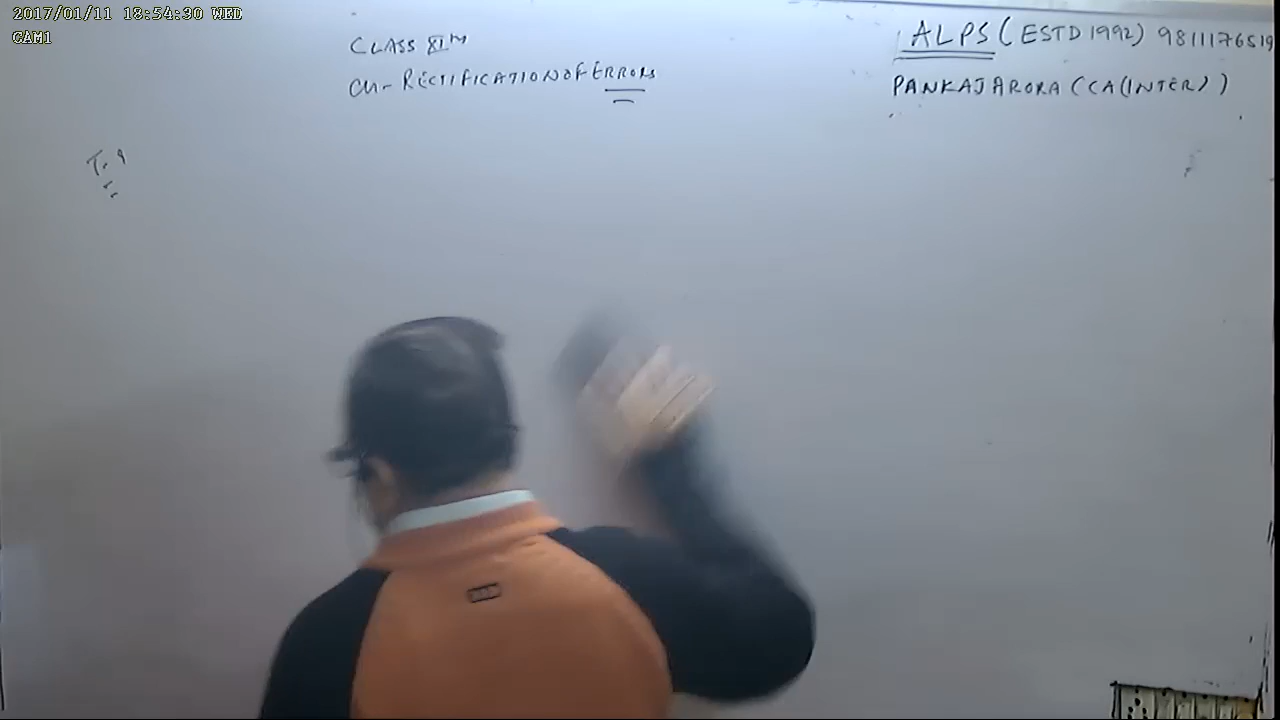 2017/01/11 18:54:30 WED
CAM1
CLASS XIth
CH- RECTIFICATION OF ERRORS
ALPS (ESTD 1992) 9811176519
PANKAJ ARORA (CA(INTER))